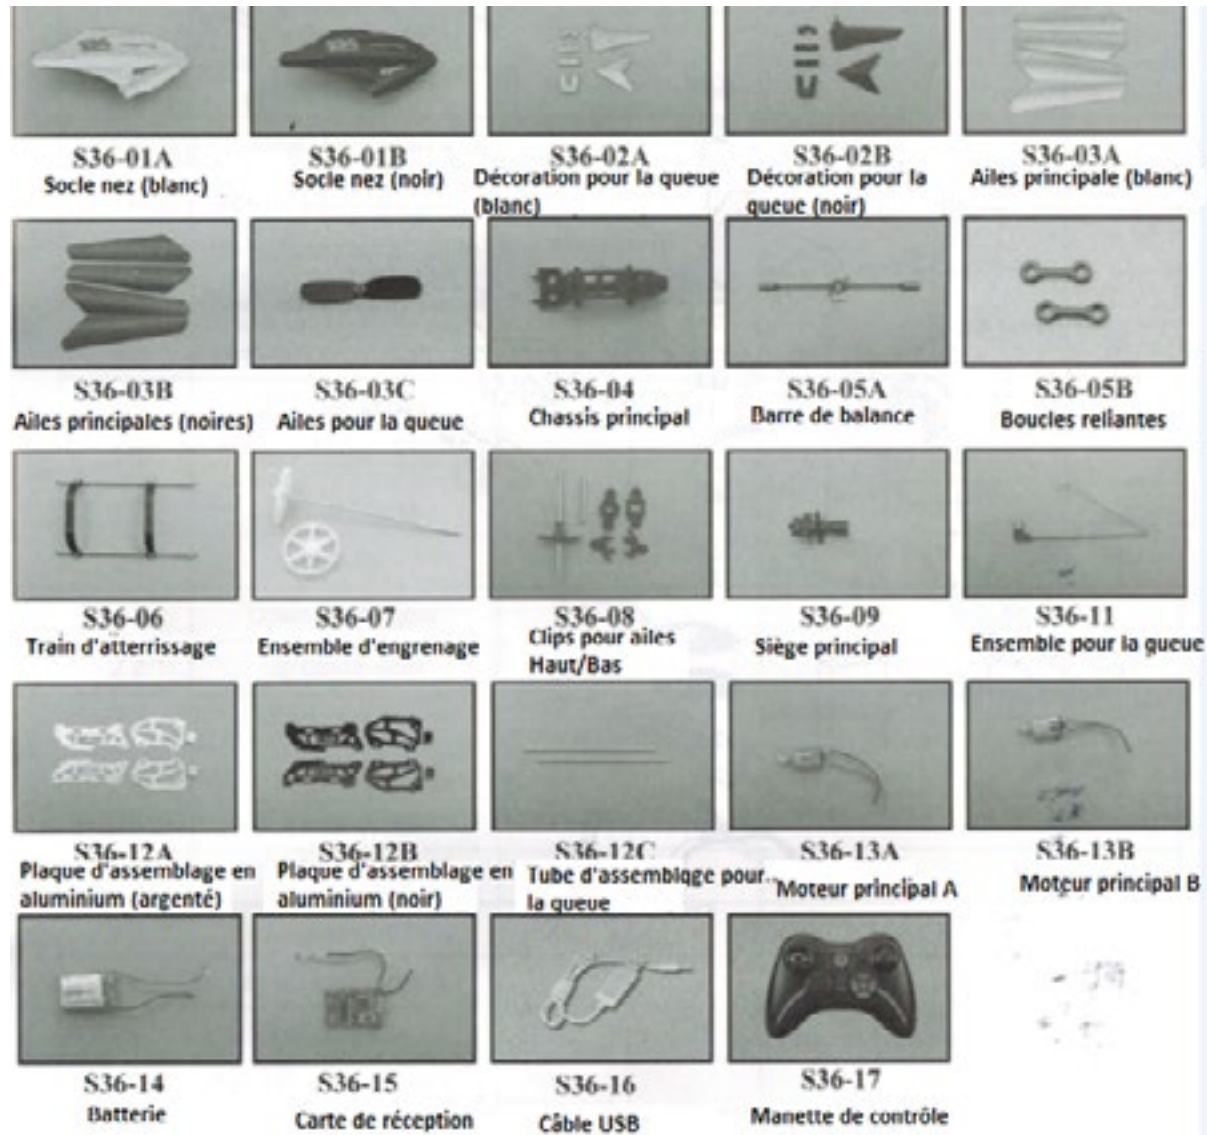 S36-01A
Socle nez (blanc)
S36-01B
Socle nez (noir)
S36-02A
Décoration pour la queue
(blanc)
S36-02B
Décoration pour la
queue (noir)
S36-03A
Ailes principale (blanc)
S36-03B
Ailes principales (noires)
S36-03C
Ailes pour la queue
S36-04
Chassis principal
S36-05A
Barre de balance
S36-05B
Boucles reliantes
S36-06
Train d'atterrissage
S36-07
Ensemble d'engrenage
S36-08
Clips pour ailes
Haut/Bas
S36-09
Siège principal
S36-11
Ensemble pour la queue
S36-12A
Plaque d'assemblage en
aluminium (argenté)
S36-12B
Plaque d'assemblage en
aluminium (noir)
S36-12C
Tube d'assemblage pour
la queue
S36-13A
Moteur principal A
S36-13B
Moteur principal B
S36-14
Batterie
S36-15
Carte de réception
S36-16
Câble USB
S36-17
Manette de contrôle